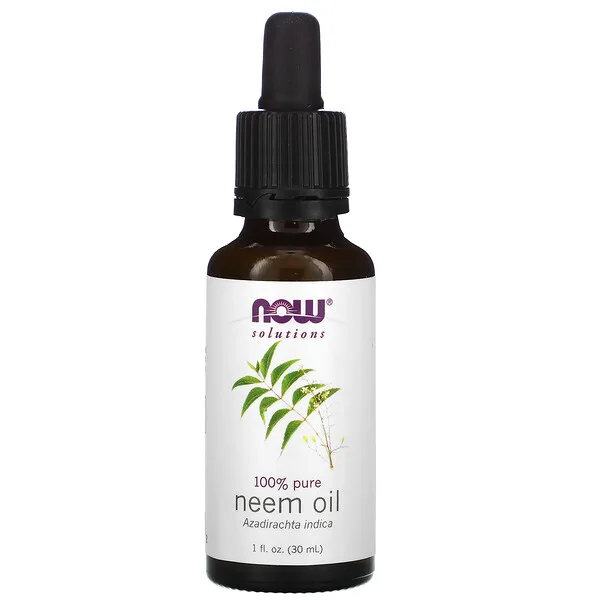 now®
solutions
100% pure
neem oil
Azadirachta indica
1 fl. oz. (30 mL)